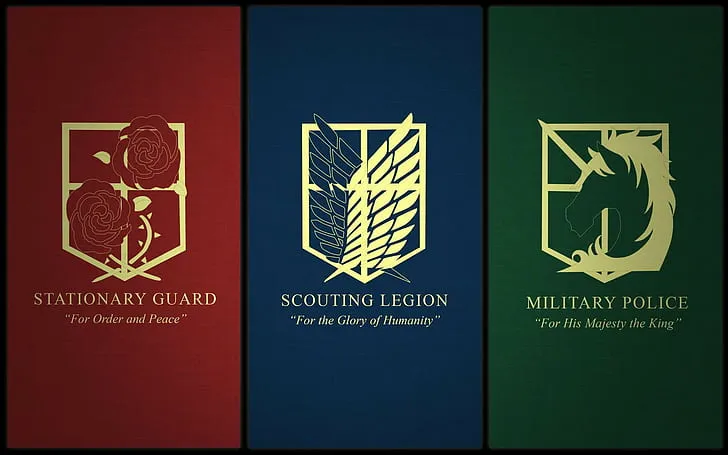 STATIONARY GUARD
“For Order and Peace”
SCOUTING LEGION
“For the Glory of Humanity”
MILITARY POLICE
“For His Majesty the King”